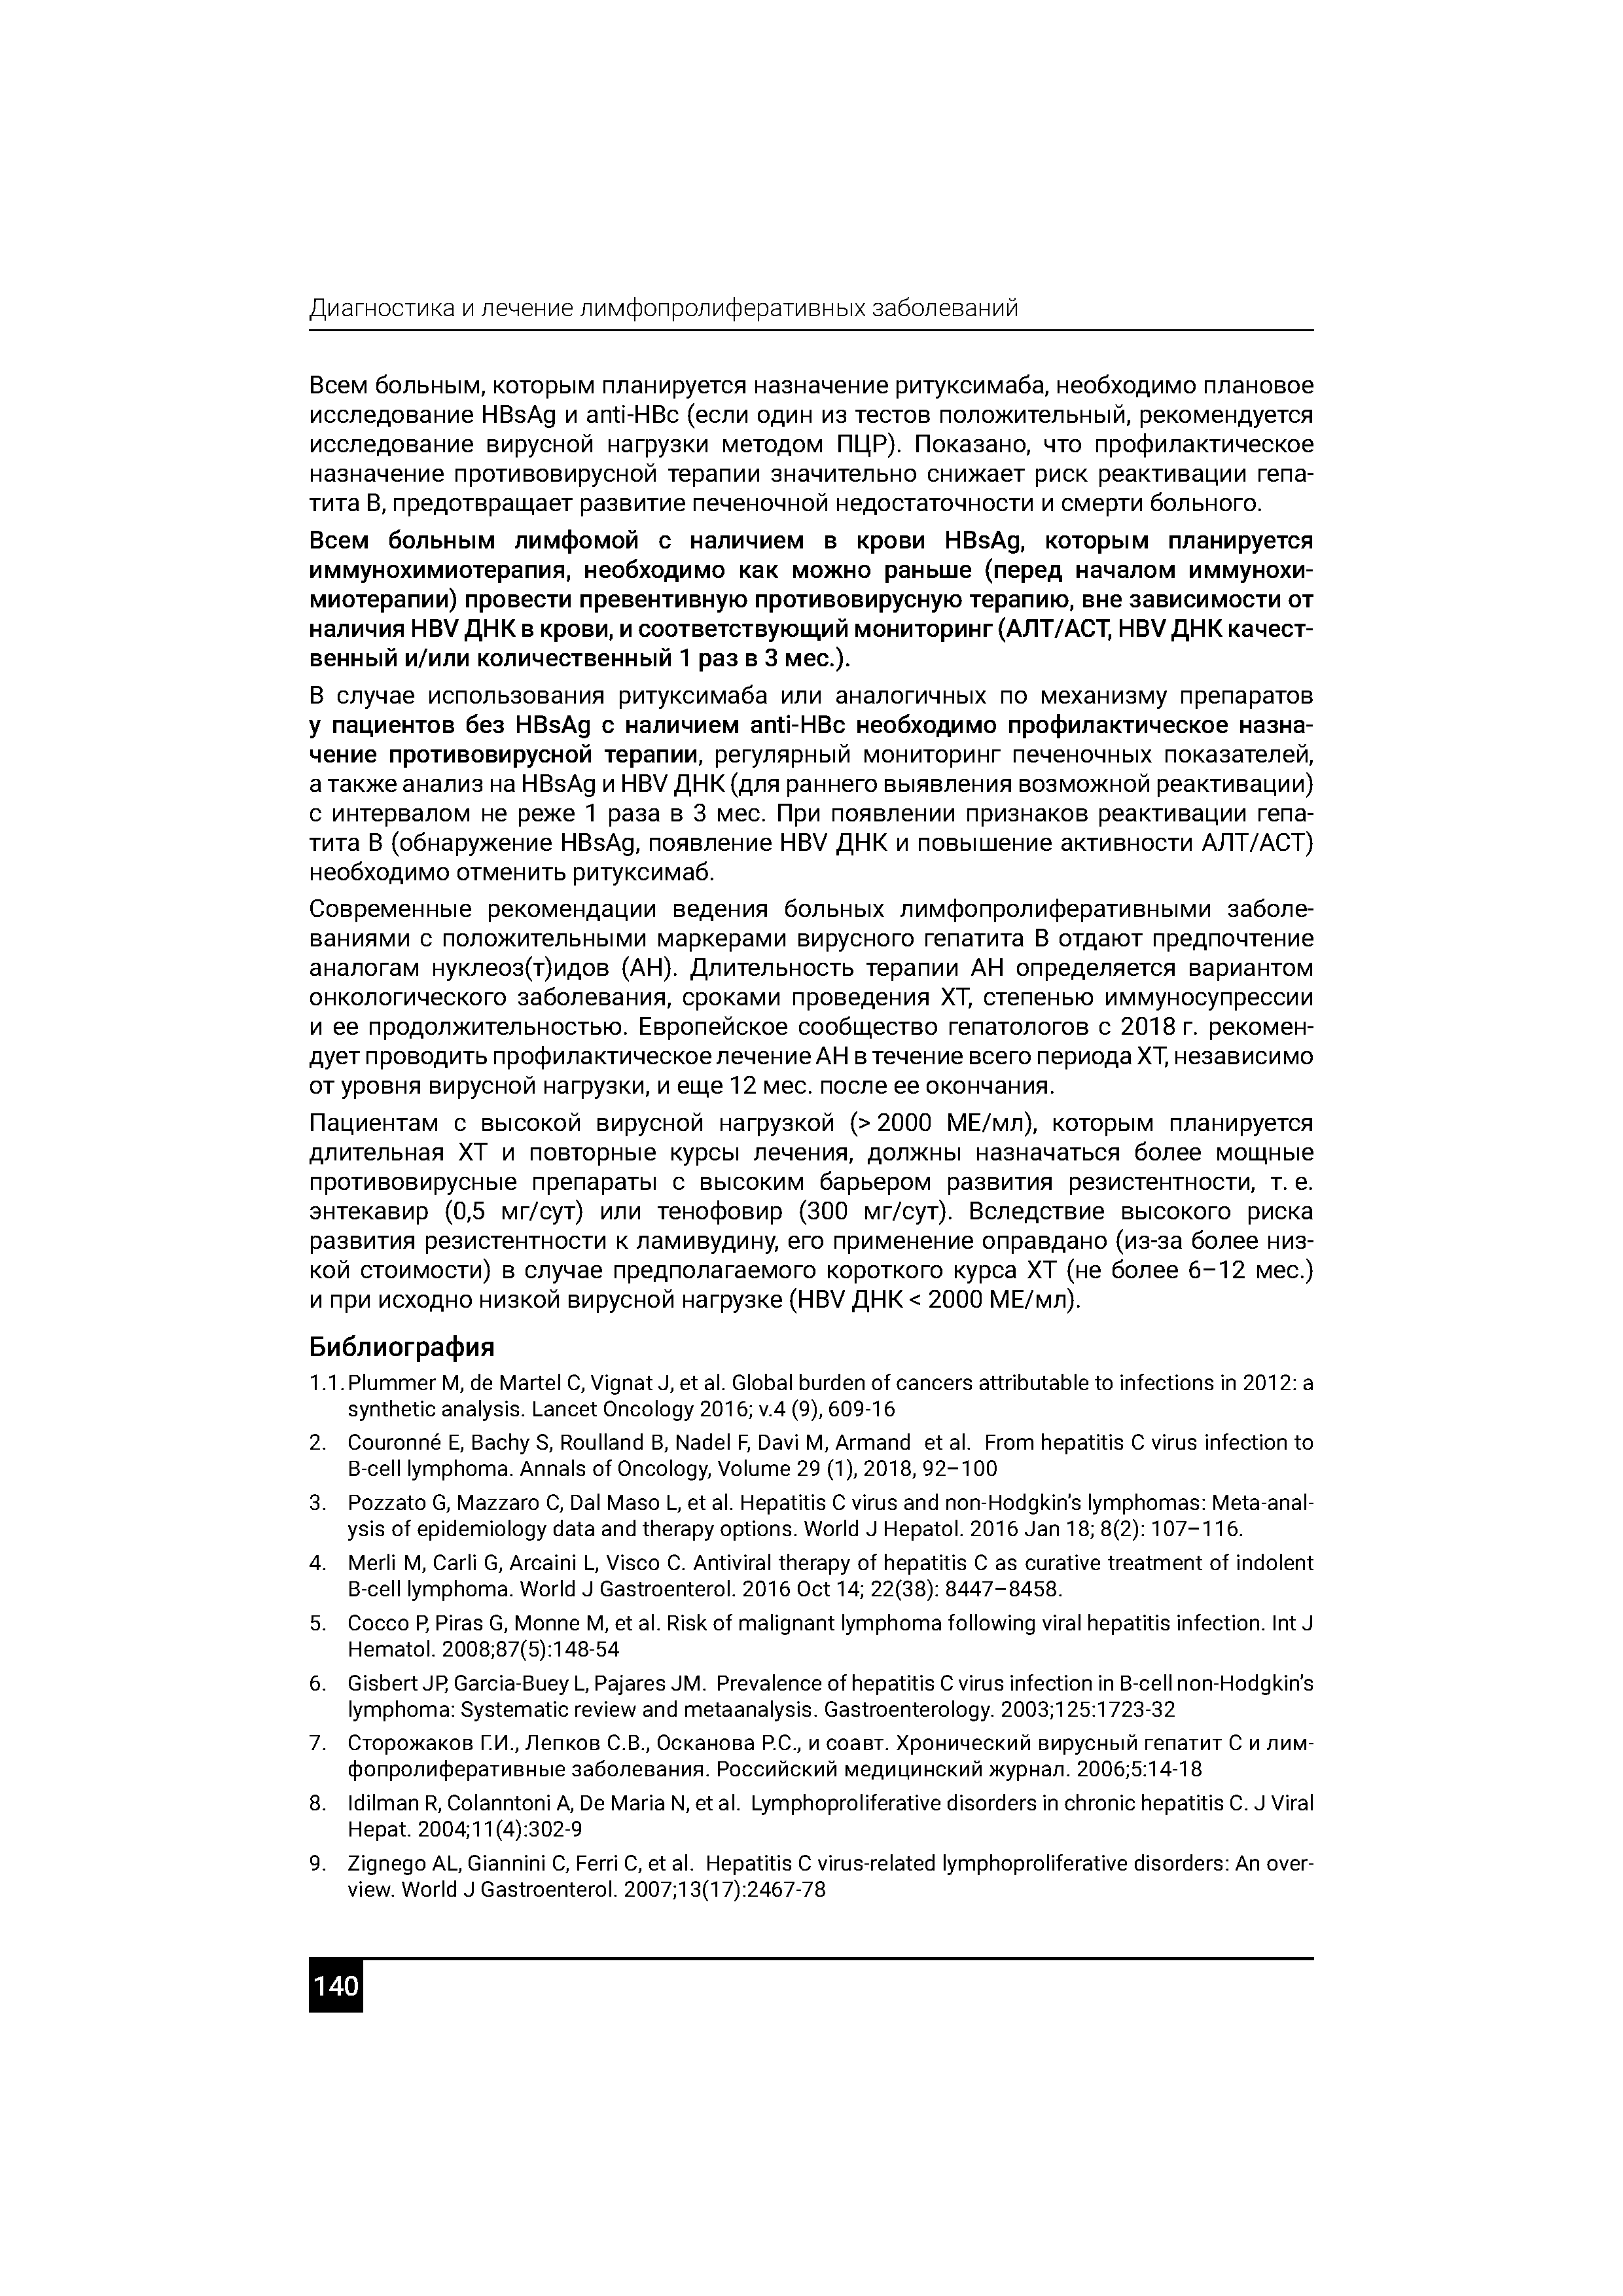 Диагностика и лечение лимфопролиферативных заболеваний
Всем больным, которым планируется назначение ритуксимаба, необходимо плановое
исследование HBsAg и anti-HBc (если один из тестов положительный, рекомендуется
исследование вирусной нагрузки методом ПЦР). Показано, что профилактическое
назначение противовирусной терапии значительно снижает риск реактивации гепа-
тита В, предотвращает развитие печеночной недостаточности и смерти больного.
Всем больным лимфомой с наличием в крови HBsAg, которым планируется
иммунохимиотерапия, необходимо как можно раньше (перед началом иммунохи-
миотерапии) провести превентивную противовирусную терапию, вне зависимости от
наличия HBV ДНК в крови, и соответствующий мониторинг (АЛТ/АСТ, HBV ДНК качест-
венный и/или количественный 1 раз в 3 мес.).
В случае использования ритуксимаба или аналогичных по механизму препаратов
у пациентов без HBsAg с наличием anti-HBc необходимо профилактическое назна-
чение противовирусной терапии, регулярный мониторинг печеночных показателей,
а также анализ на HBsAg и HBV ДНК (для раннего выявления возможной реактивации)
с интервалом не реже 1 раза в 3 мес. При появлении признаков реактивации гепа-
тита В (обнаружение HBsAg, появление HBV ДНК и повышение активности АЛТ/АСТ)
необходимо отменить ритуксимаб.
Современные рекомендации ведения больных лимфопролиферативными заболе-
ваниями с положительными маркерами вирусного гепатита В отдают предпочтение
аналогам нуклеоз(т)идов (АН). Длительность терапии АН определяется вариантом
онкологического заболевания, сроками проведения ХТ, степенью иммуносупрессии
и ее продолжительностью. Европейское сообщество гепатологов с 2018 г. рекомен-
дует проводить профилактическое лечение АН в течение всего периода ХТ, независимо
от уровня вирусной нагрузки, и еще 12 мес. после ее окончания.
Пациентам с высокой вирусной нагрузкой (> 2000 МЕ/мл), которым планируется
длительная ХТ и повторные курсы лечения, должны назначаться более мощные
противовирусные препараты с высоким барьером развития резистентности, т. е.
энтекавир (0,5 мг/сут) или тенофовир (300 мг/сут). Вследствие высокого риска
развития резистентности к ламивудину, его применение оправдано (из-за более низ-
кой стоимости) в случае предполагаемого короткого курса ХТ (не более 6–12 мес.)
и при исходно низкой вирусной нагрузке (HBV ДНК < 2000 МЕ/мл).
Библиография
1.1. Plummer M, de Martel C, Vignat J, et al. Global burden of cancers attributable to infections in 2012: a
synthetic analysis. Lancet Oncology 2016; v.4 (9), 609-16
2. Couronné E, Bachy S, Roulland B, Nadel F, Davi M, Armand et al. From hepatitis C virus infection to
B-cell lymphoma. Annals of Oncology, Volume 29 (1), 2018, 92–100
3. Pozzato G, Mazzaro C, Dal Maso L, et al. Hepatitis C virus and non-Hodgkin's lymphomas: Meta-anal-
ysis of epidemiology data and therapy options. World J Hepatol. 2016 Jan 18; 8(2): 107–116.
4. Merli M, Carli G, Arcaini L, Visco C. Antiviral therapy of hepatitis C as curative treatment of indolent
B-cell lymphoma. World J Gastroenterol. 2016 Oct 14; 22(38): 8447–8458.
5. Cocco P, Piras G, Monne M, et al. Risk of malignant lymphoma following viral hepatitis infection. Int J
Hematol. 2008;87(5):148-54
6. Gisbert JP, Garcia-Buey L, Pajares JM. Prevalence of hepatitis C virus infection in B-cell non-Hodgkin's
lymphoma: Systematic review and metaanalysis. Gastroenterology. 2003;125:1723-32
7. Сторожаков Г.И., Лепков С.В., Осканова Р.С., и соавт. Хронический вирусный гепатит С и лим-
фопролиферативные заболевания. Российский медицинский журнал. 2006;5:14-18
8. Idilman R, Colanntoni A, De Maria N, et al. Lymphoproliferative disorders in chronic hepatitis C. J Viral
Hepat. 2004;11(4):302-9
9. Zignego AL, Giannini C, Ferri C, et al. Hepatitis C virus-related lymphoproliferative disorders: An over-
view. World J Gastroenterol. 2007;13(17):2467-78
140